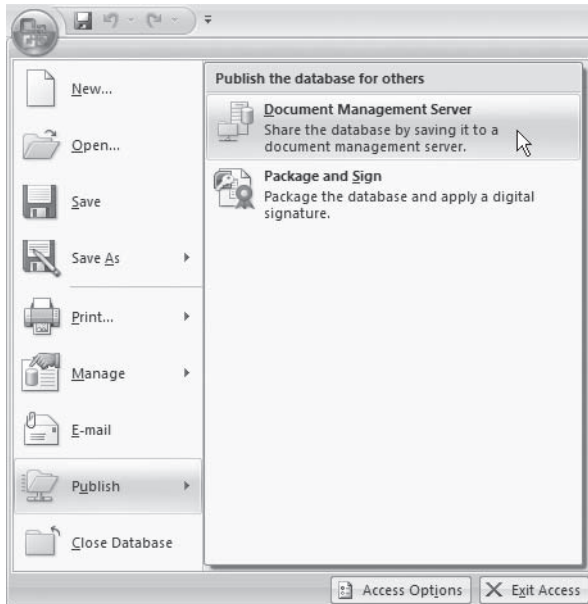 New...
Open...
Save
Save As
Print...
Manage
E-mail
Publish
Close Database
Publish the database for others
Document Management Server
Share the database by saving it to a
document management server.
Package and Sign
Package the database and apply a digital
signature.
Access Options
Exit Access